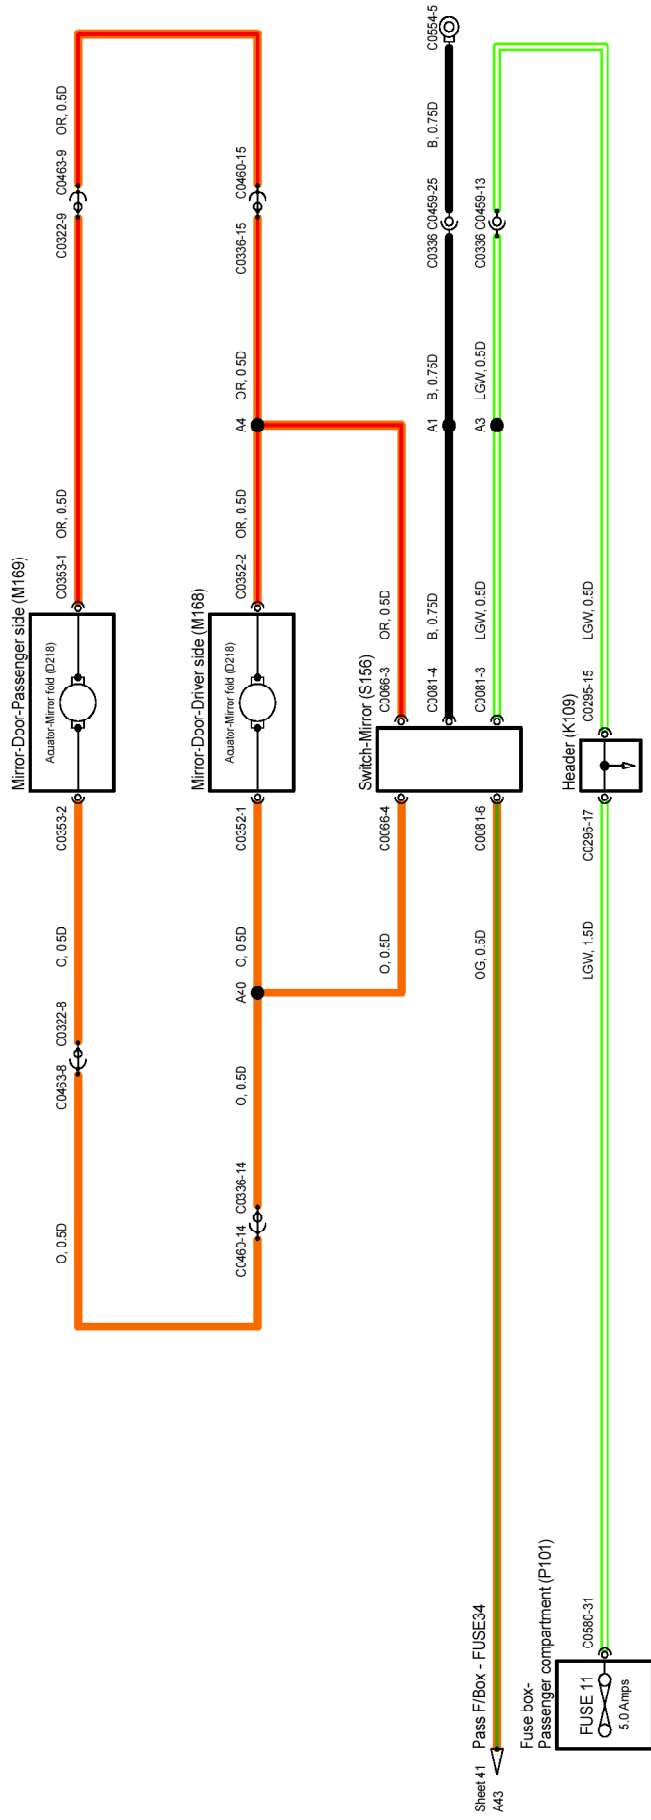 Mirror-Door-Passenger side (M169)
Acuator-Mirror fold (D218)
C0353-2
C, 0.5D
C0322-8
C0463-8
O, 0.5D
C0353-1
OR, 0.5D
C0322-9
C0463-9
OR, 0.5D
Mirror-Door-Driver side (M168)
Acuator-Mirror fold (D218)
C0352-1
C, 0.5D
A40
O, 0.5D
C0336-14
C0460-14
C0352-2
OR, 0.5D
A4
OR, 0.5D
C0336-15
C0460-15
Switch-Mirror (S156)
C0066-4
O, 0.5D
C0066-3
OR, 0.5D
C0081-4
B, 0.75D
A1
B, 0.75D
C0336 C0459-25
B, 0.75D
C0554-5
C0081-6
OG, 0.5D
C0081-3
LGW, 0.5D
A3
LGW, 0.5D
C0336 C0459-13
Sheet 41
A43
Pass F/Box - FUSE34
Fuse box-
Passenger compartment (P101)
FUSE 11
5.0 Amps
C0580-31
LGW, 1.5D
C0295-17
Header (K109)
C0295-15
LGW, 0.5D